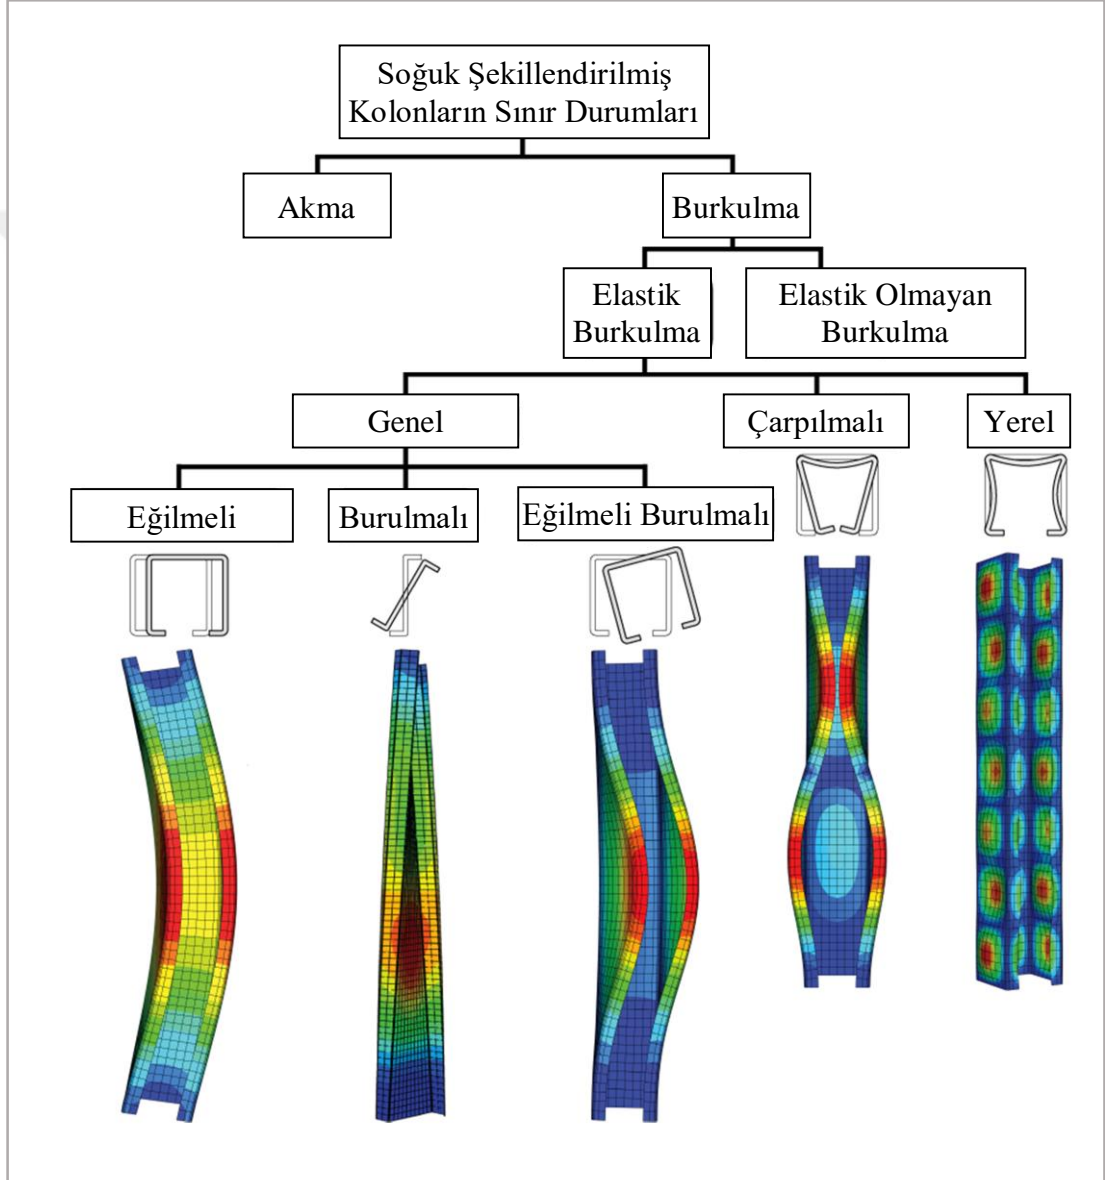 Soğuk Şekillendirilmiş
Kolonların Sınır Durumları
Akma
Burkulma
Elastik
Burkulma
Elastik Olmayan
Burkulma
Genel
Çarpılmalı
Yerel
Eğilmeli
Burulmalı
Eğilmeli Burulmalı